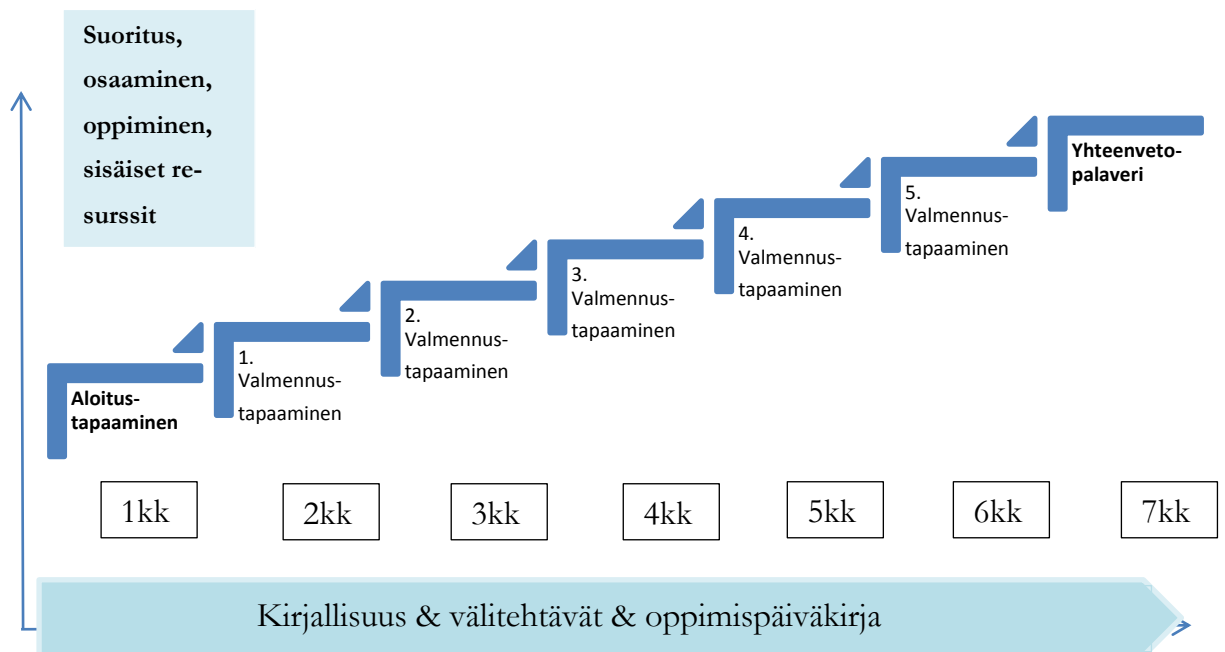 Suoritus,
osaaminen,
oppiminen,
sisäiset re-
surssit
Aloitus-
tapaaminen
1.
Valmennus-
tapaaminen
2.
Valmennus-
tapaaminen
3.
Valmennus-
tapaaminen
4.
Valmennus-
tapaaminen
5.
Valmennus-
tapaaminen
Yhteenveto-
palaveri
1kk
2kk
3kk
4kk
5kk
6kk
7kk
Kirjallisuus & välitehtävät & oppimispäiväkirja